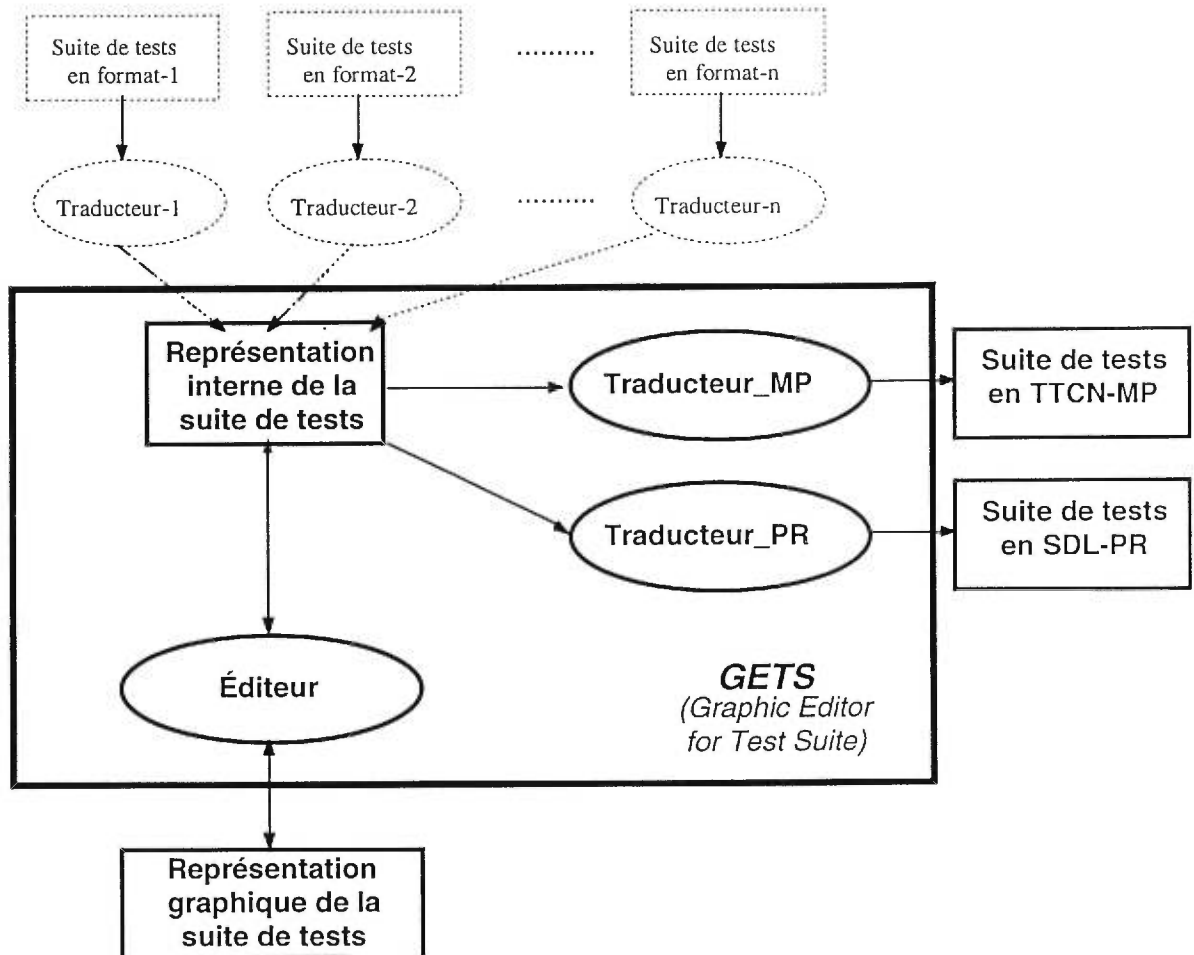 Suite de tests
en format-1
Suite de tests
en format-2
Suite de tests
en format-n
Traducteur-1
Traducteur-2
Traducteur-n
Représentation
interne de la
suite de tests
Traducteur_MP
Suite de tests
en TTCN-MP
Traducteur_PR
Suite de tests
en SDL-PR
Éditeur
GETS
(Graphic Editor
for Test Suite)
Représentation
graphique de la
suite de tests